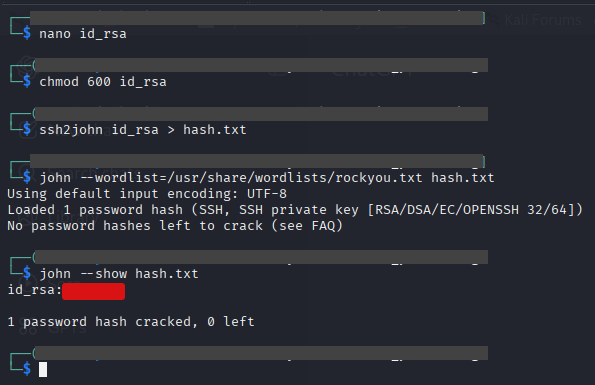 Kali Forums
$ nano id_rsa
$ chmod 600 id_rsa
$ ssh2john id_rsa > hash.txt
$ john --wordlist=/usr/share/wordlists/rockyou.txt hash.txt
Using default input encoding: UTF-8
Loaded 1 password hash (SSH, SSH private key [RSA/DSA/EC/OPENSSH 32/64])
No password hashes left to crack (see FAQ)
$ john --show hash.txt
id_rsa:
1 password hash cracked, 0 left
$